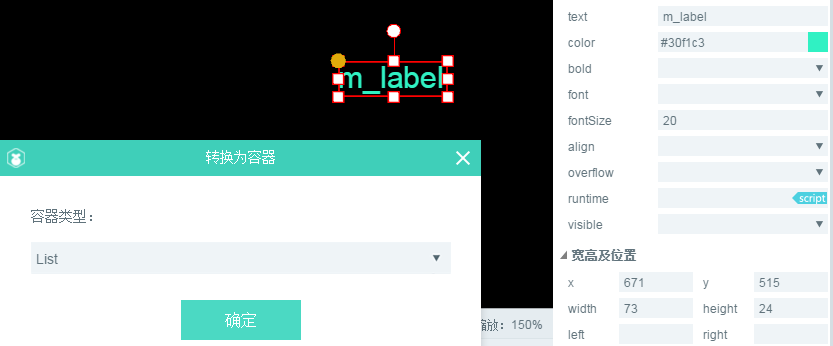 m_label
转换为容器
容器类型：
List
确定
缩放：150%
text m_label
color #30f1c3
bold
font
fontSize 20
align
overflow
runtime script
visible
宽高及位置
x 671 y 515
width 73 height 24
left right